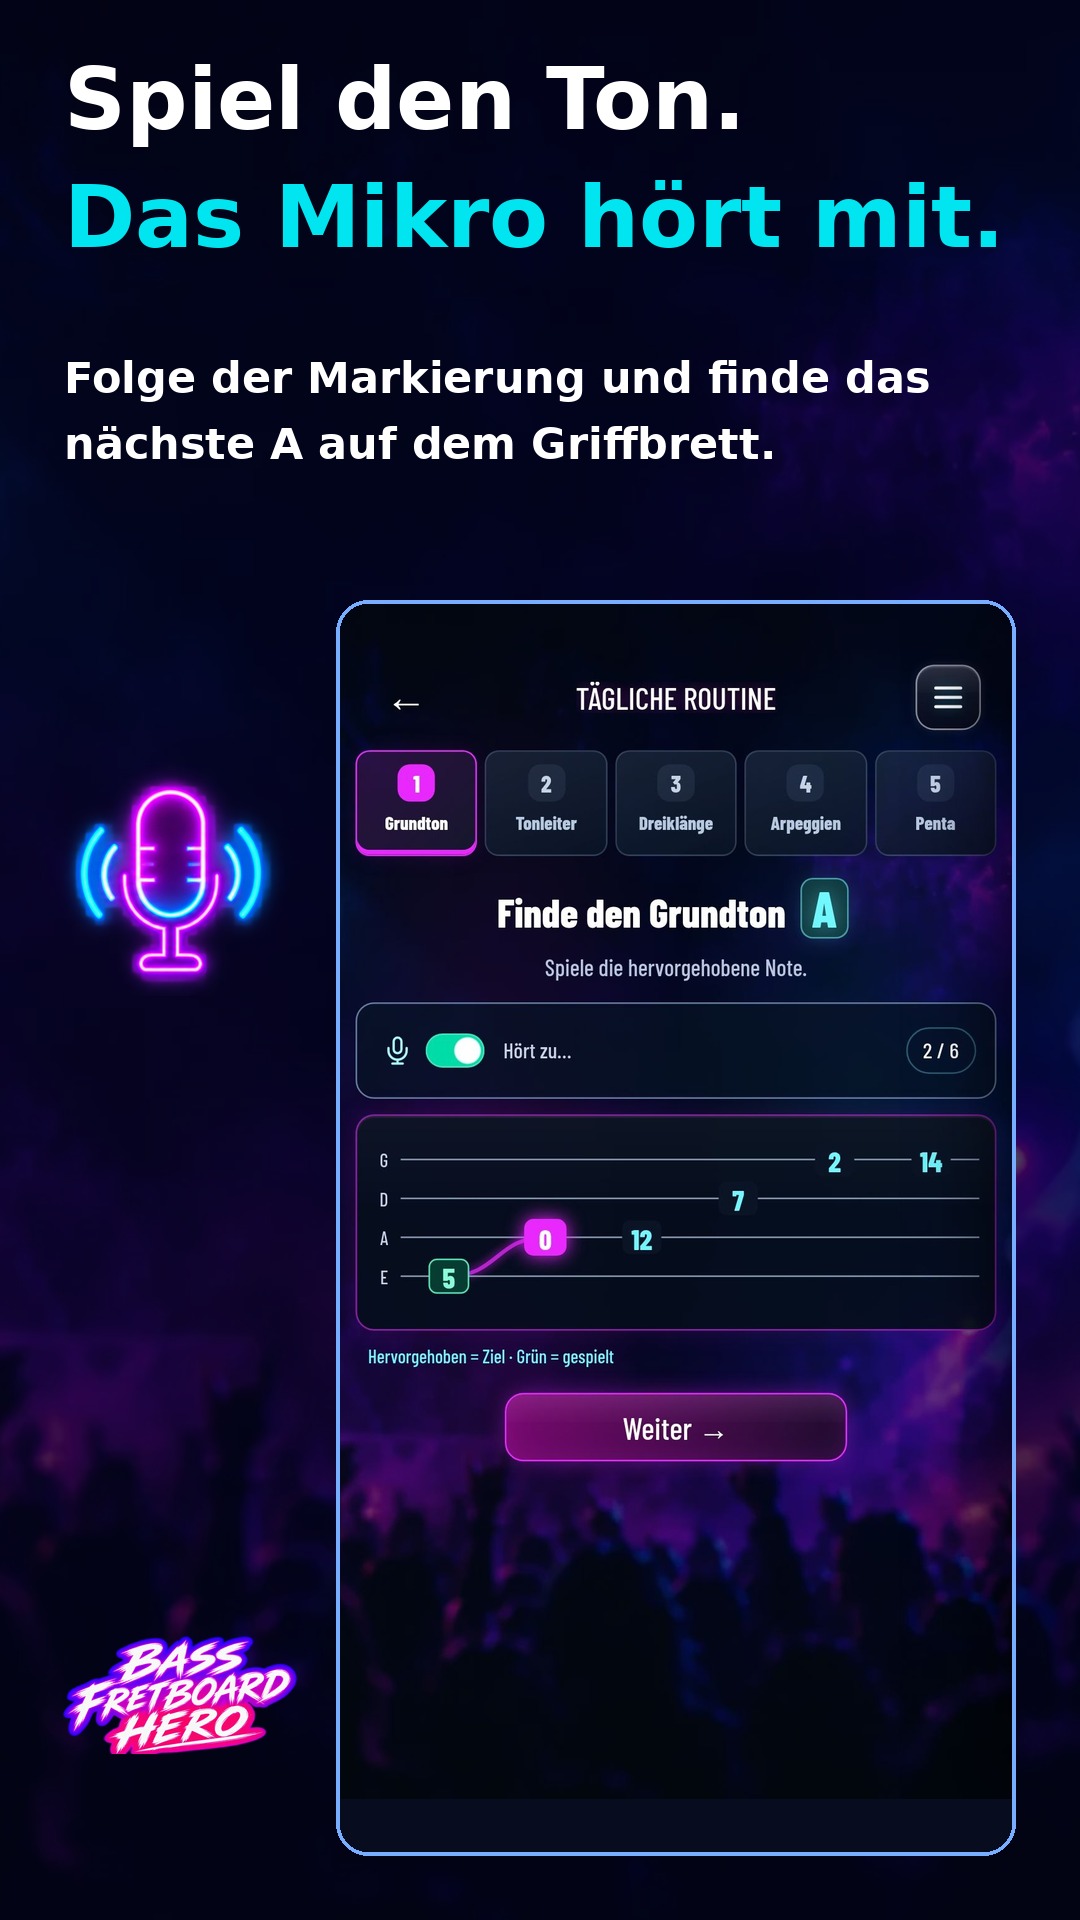 Spiel den Ton.
Das Mikro hört mit.
Folge der Markierung und finde das
nächste A auf dem Griffbrett.
← TÄGLICHE ROUTINE
1 2 3 4 5
Grundton Tonleiter Dreiklänge Arpeggien Penta
Finde den Grundton A
Spiele die hervorgehobene Note.
Hört zu... 2 / 6
G 2 14
D 7
A 0 12
E 5
Hervorgehoben = Ziel · Grün = gespielt
Weiter →
BASS
FRETBOARD
HERO